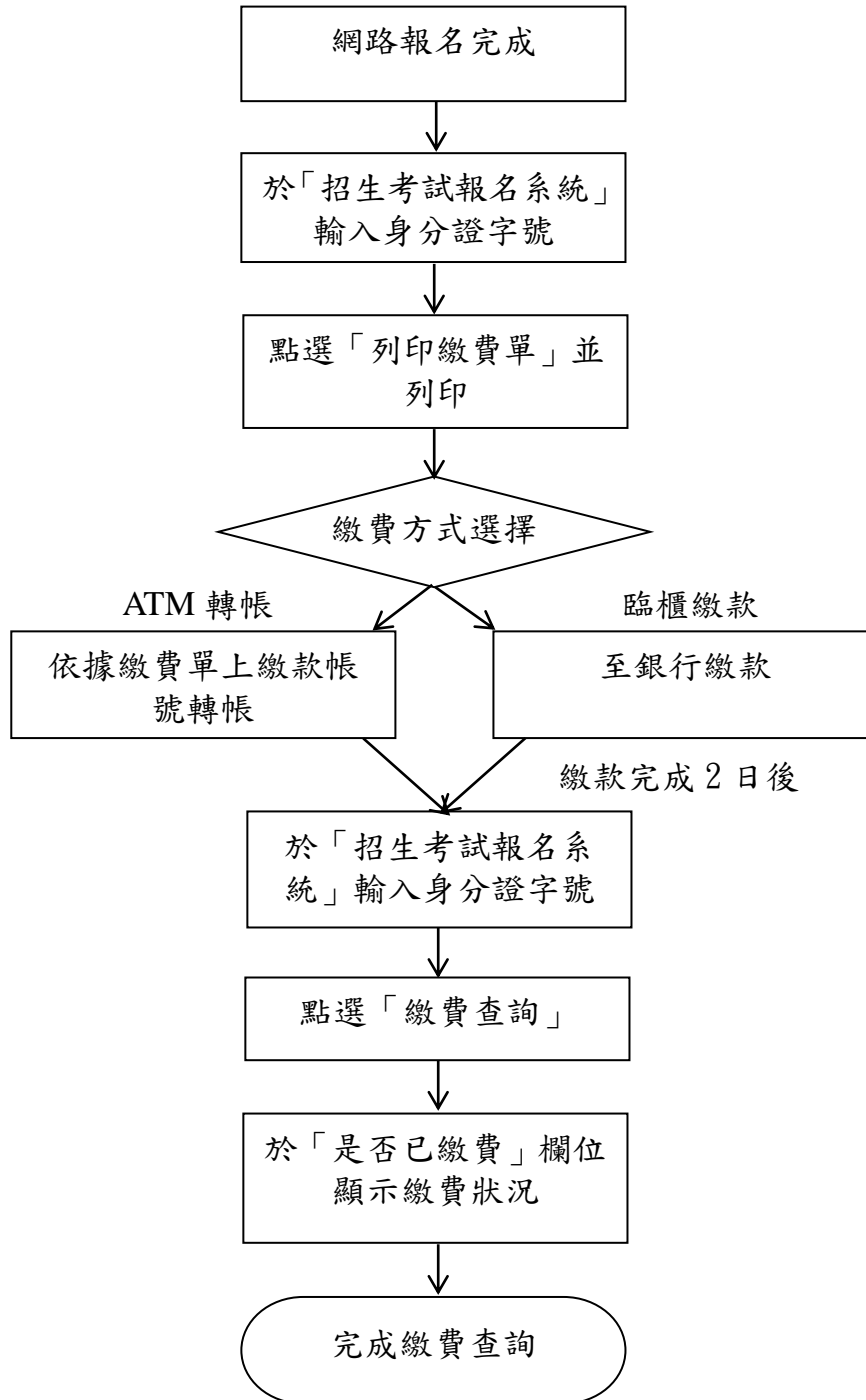 網路報名完成
於「招生考試報名系統」
輸入身分證字號
點選「列印繳費單」並
列印
繳費方式選擇
ATM 轉帳
臨櫃繳款
依據繳費單上繳款帳
號轉帳
至銀行繳款
繳款完成 2 日後
於「招生考試報名系
統」輸入身分證字號
點選「繳費查詢」
於「是否已繳費」欄位
顯示繳費狀況
完成繳費查詢